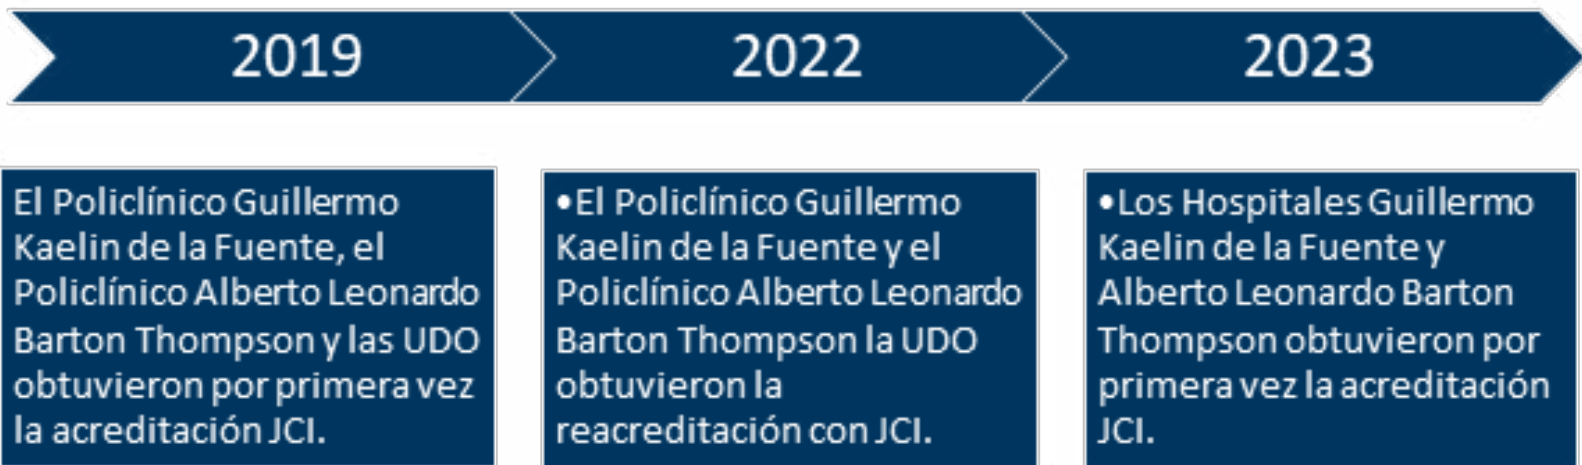 2019
2022
2023
El Policlínico Guillermo
Kaelin de la Fuente, el
Policlínico Alberto Leonardo
Barton Thompson y las UDO
obtuvieron por primera vez
la acreditación JCI.
•El Policlínico Guillermo
Kaelin de la Fuente y el
Policlínico Alberto Leonardo
Barton Thompson la UDO
obtuvieron la
reacreditación con JCI.
•Los Hospitales Guillermo
Kaelin de la Fuente y
Alberto Leonardo Barton
Thompson obtuvieron por
primera vez la acreditación
JCI.